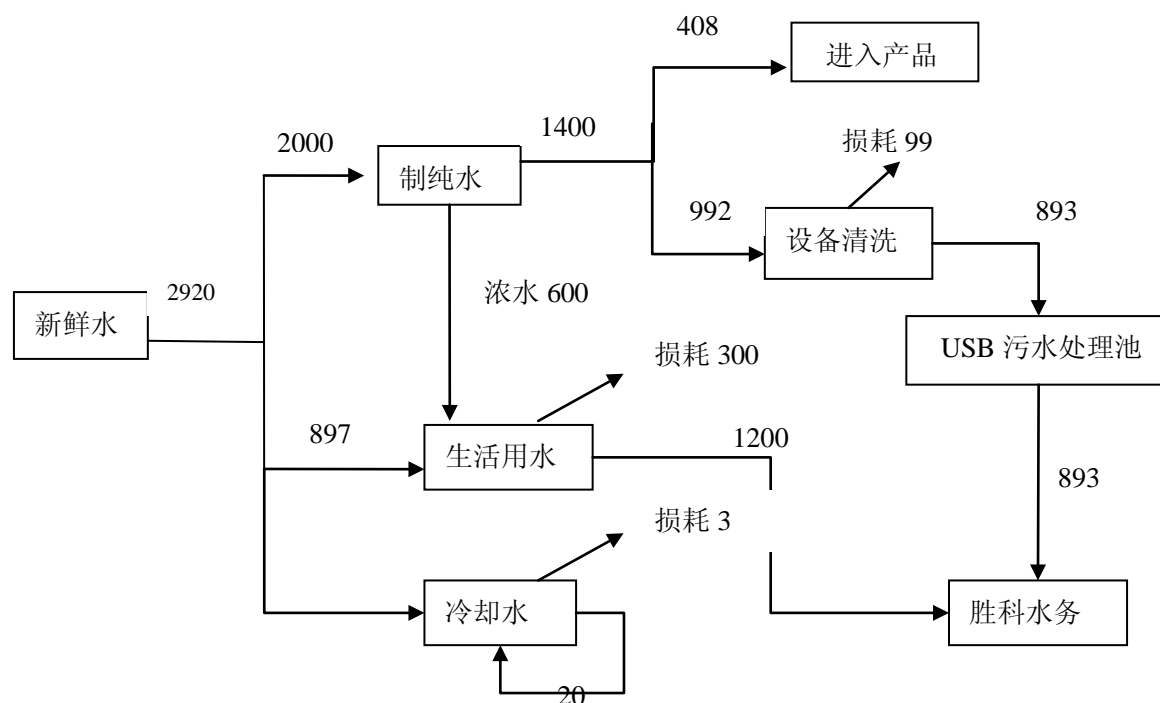 408
进入产品
1400
2000
损耗 99
制纯水
992
893
设备清洗
2920
浓水 600
新鲜水
USB 污水处理池
损耗 300
897
1200
生活用水
893
损耗 3
冷却水
胜科水务
20